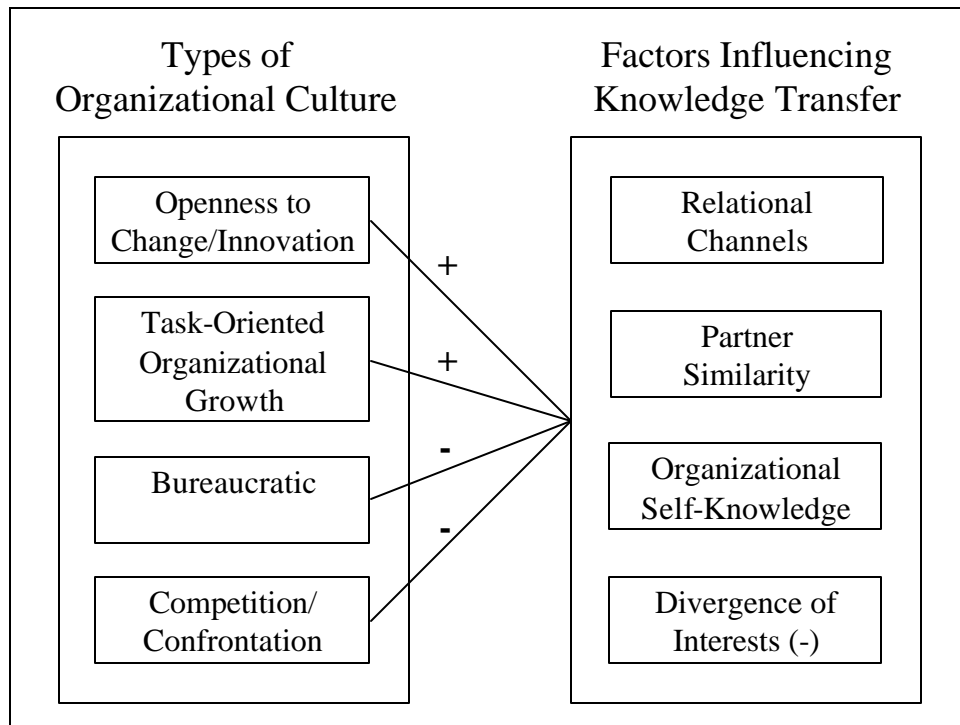 Types of
Organizational Culture
Openness to
Change/Innovation
Task-Oriented
Organizational
Growth
Bureaucratic
Competition/
Confrontation
+
+
-
-
Factors Influencing
Knowledge Transfer
Relational
Channels
Partner
Similarity
Organizational
Self-Knowledge
Divergence of
Interests (-)